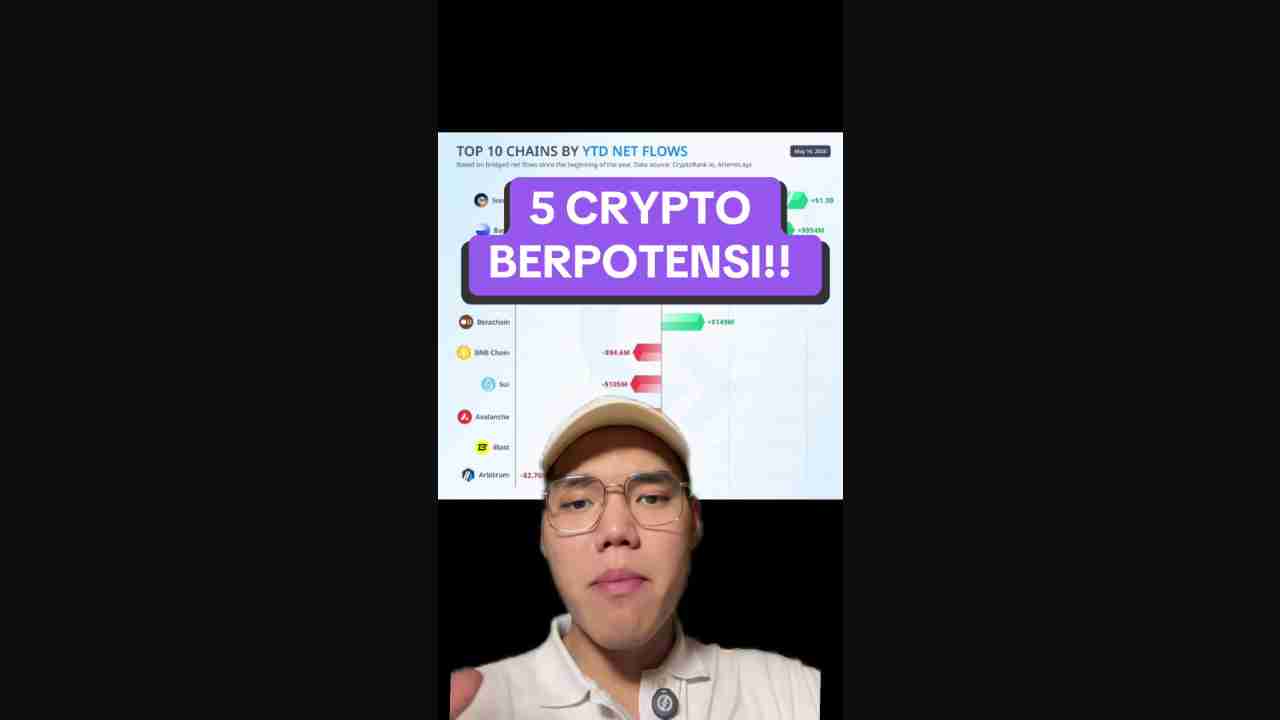 TOP 10 CHAINS BY YTD NET FLOWS
Based on bridged net flows since the beginning of the year. Data source: CryptoRank.io, Artemis.xyz
+$1.3B
5 CRYPTO
+$954M
BERPOTENSI!!
Berachain
+$149M
BNB Chain
-$94.6M
Sui
-$105M
Avalanche
Blast
Arbitrum